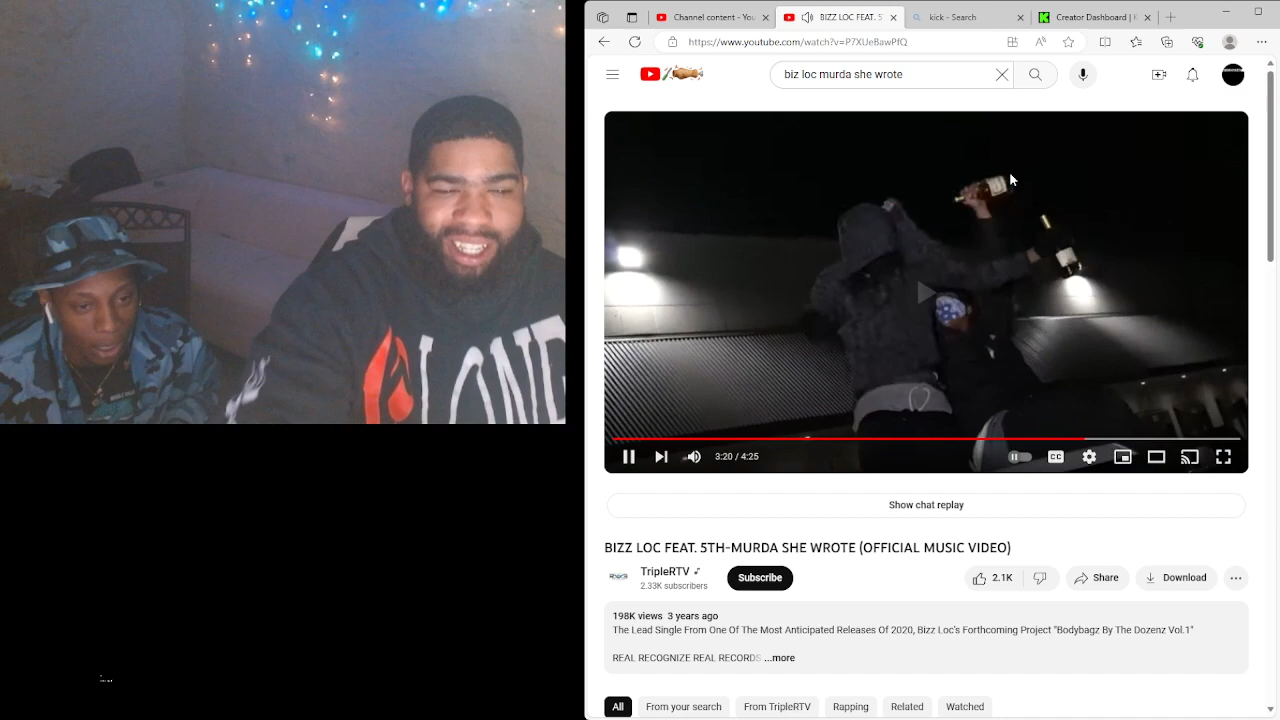 Channel content - You
BIZZ LOC FEAT. 5T
kick - Search
Creator Dashboard | K
https://www.youtube.com/watch?v=P7XUeBawPfQ
biz loc murda she wrote
LOND
3:20 / 4:25
CC
Show chat replay
BIZZ LOC FEAT. 5TH-MURDA SHE WROTE (OFFICIAL MUSIC VIDEO)
TripleRTV
2.33K subscribers
Subscribe
2.1K
Share
Download
198K views 3 years ago
The Lead Single From One Of The Most Anticipated Releases Of 2020, Bizz Loc's Forthcoming Project "Bodybagz By The Dozenz Vol.1"
REAL RECOGNIZE REAL RECORDS ...more
All
From your search
From TripleRTV
Rapping
Related
Watched